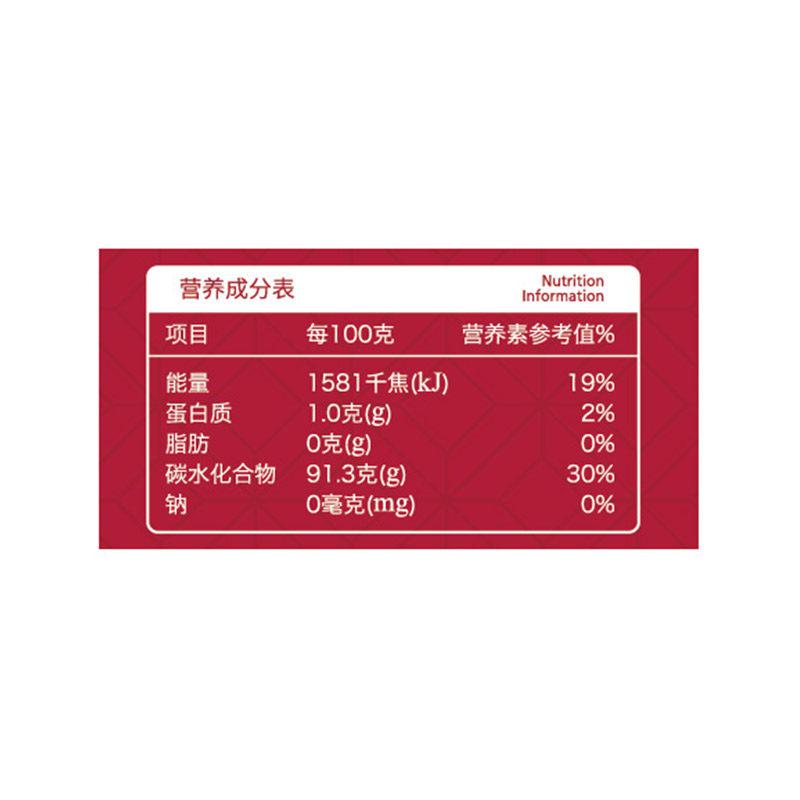 营养成分表 Nutrition Information
项目 每100克 营养素参考值%
能量 1581千焦(kJ) 19%
蛋白质 1.0克(g) 2%
脂肪 0克(g) 0%
碳水化合物 91.3克(g) 30%
钠 0毫克(mg) 0%